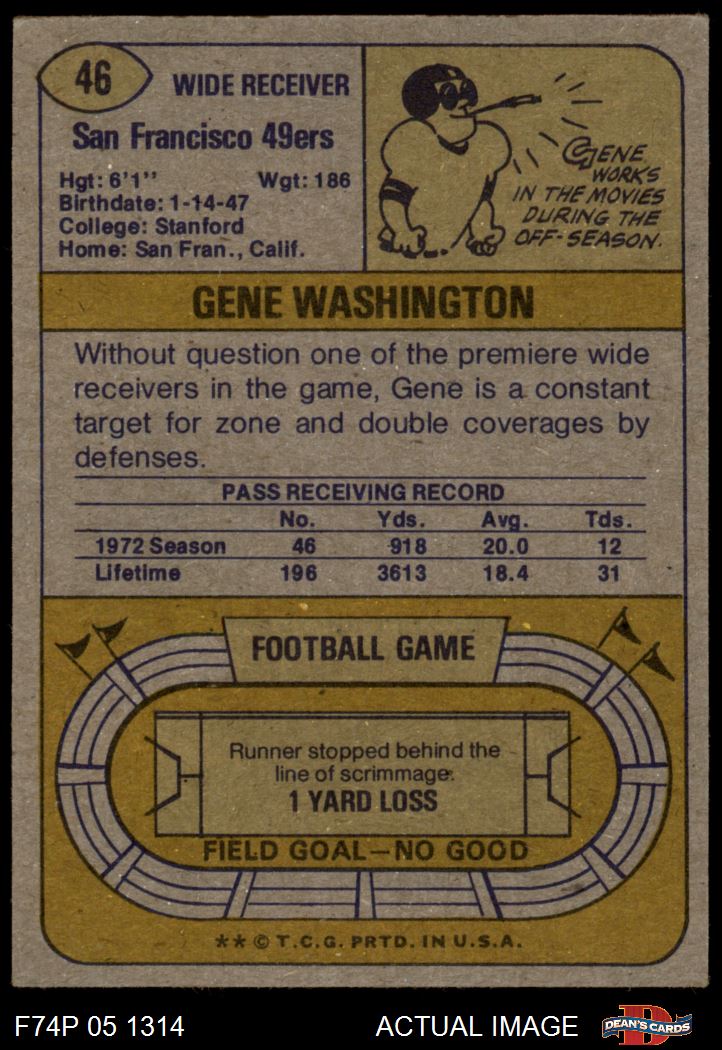 46
WIDE RECEIVER
San Francisco 49ers
Hgt: 6'1" Wgt: 186
Birthdate: 1-14-47
College: Stanford
Home: San Fran., Calif.
GENE
WORKS
IN THE MOVIES
DURING THE
OFF-SEASON.
GENE WASHINGTON
Without question one of the premiere wide
receivers in the game, Gene is a constant
target for zone and double coverages by
defenses.
PASS RECEIVING RECORD
No. Yds. Avg. Tds.
1972 Season 46 918 20.0 12
Lifetime 196 3613 18.4 31
FOOTBALL GAME
Runner stopped behind the
line of scrimmage.
1 YARD LOSS
FIELD GOAL—NO GOOD
** © T.C.G. PRTD. IN U.S.A.
F74P 05 1314 ACTUAL IMAGE
D
DEAN'S CARDS